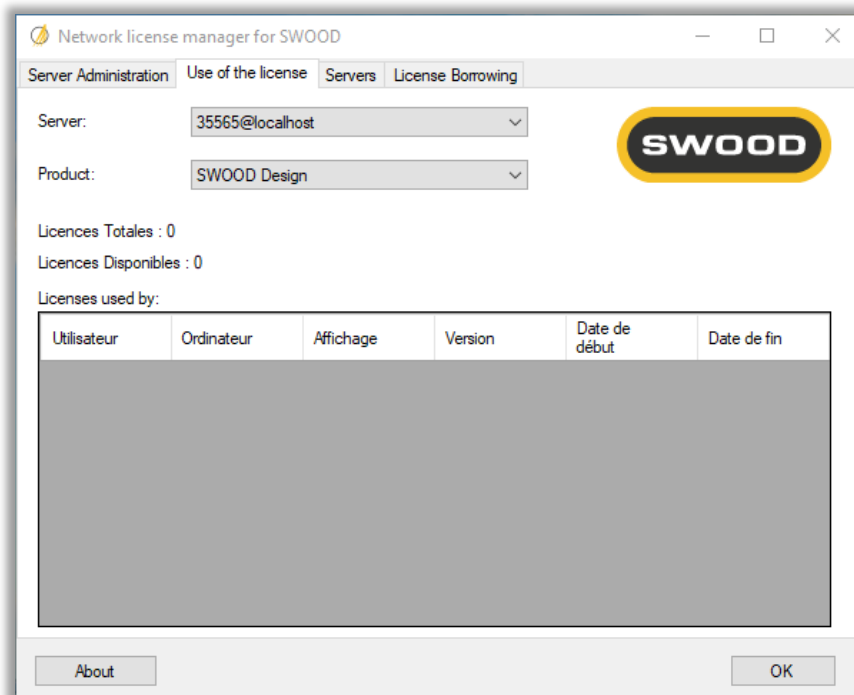 Network license manager for SWOOD
Server Administration Use of the license Servers License Borrowing
Server: 35565@localhost
SWOOD
Product: SWOOD Design
Licences Totales : 0
Licences Disponibles : 0
Licenses used by:
Utilisateur Ordinateur Affichage Version Date de début Date de fin
About OK